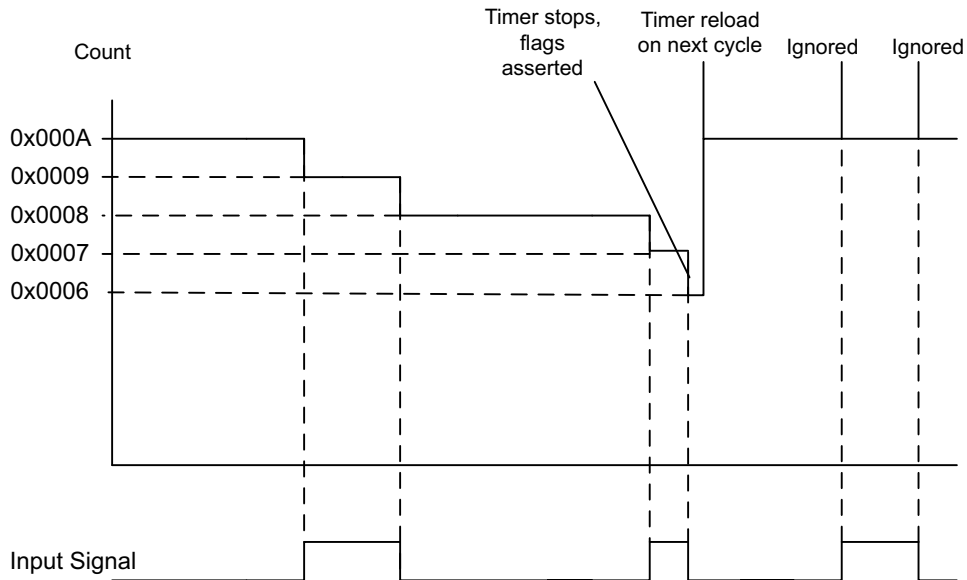 Timer stops,
flags
asserted
Timer reload
on next cycle
Ignored
Ignored
Count
0x000A
0x0009
0x0008
0x0007
0x0006
Input Signal